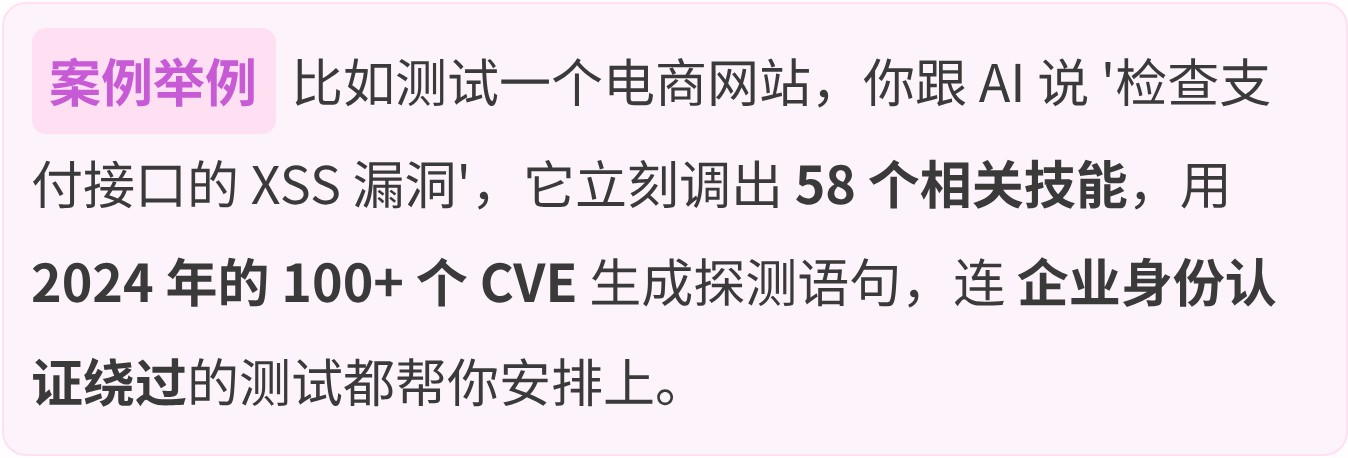 案例举例 比如测试一个电商网站，你跟 AI 说 '检查支
付接口的 XSS 漏洞'，它立刻调出 58 个相关技能，用
2024 年的 100+ 个 CVE 生成探测语句，连 企业身份认
证绕过的测试都帮你安排上。